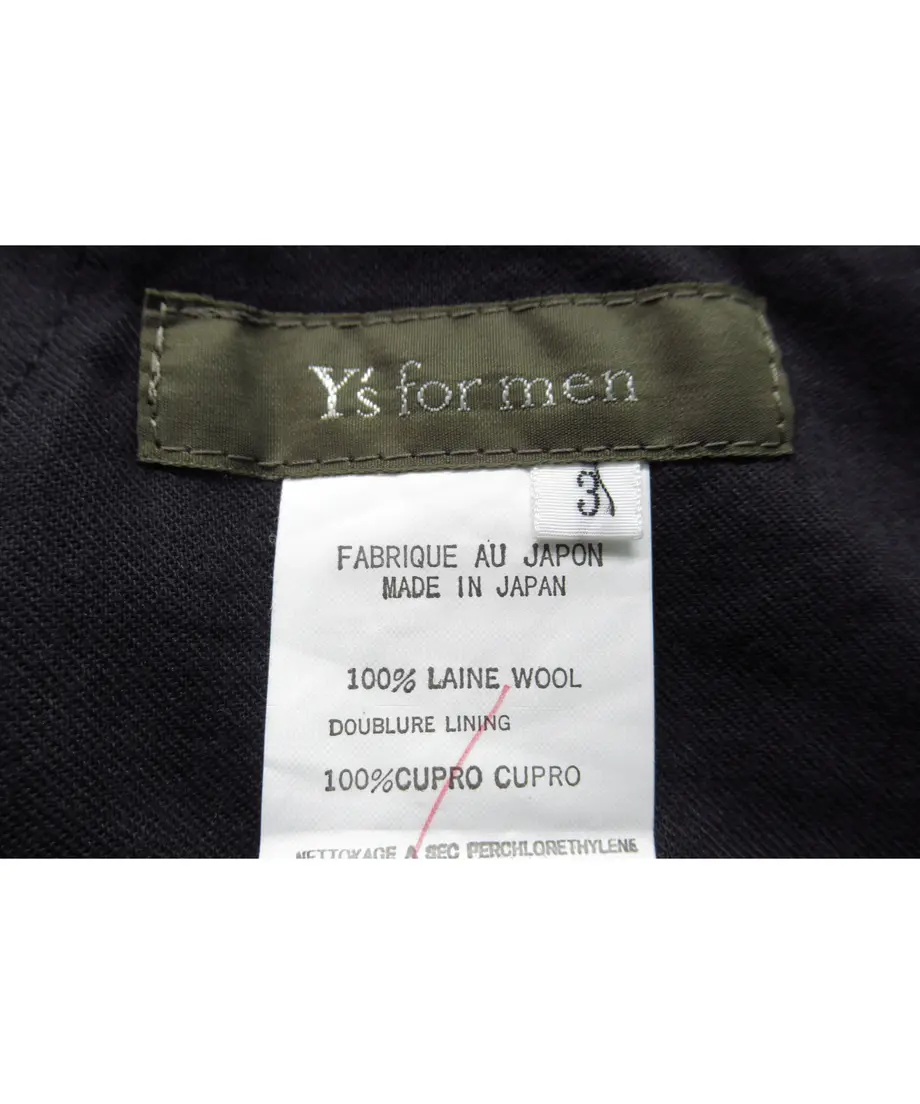 Y's for men
3
FABRIQUE AU JAPON
MADE IN JAPAN
100% LAINE WOOL
DOUBLURE LINING
100%CUPRO CUPRO
NETTOKAGE A SEC PERCHLORETHYLENE